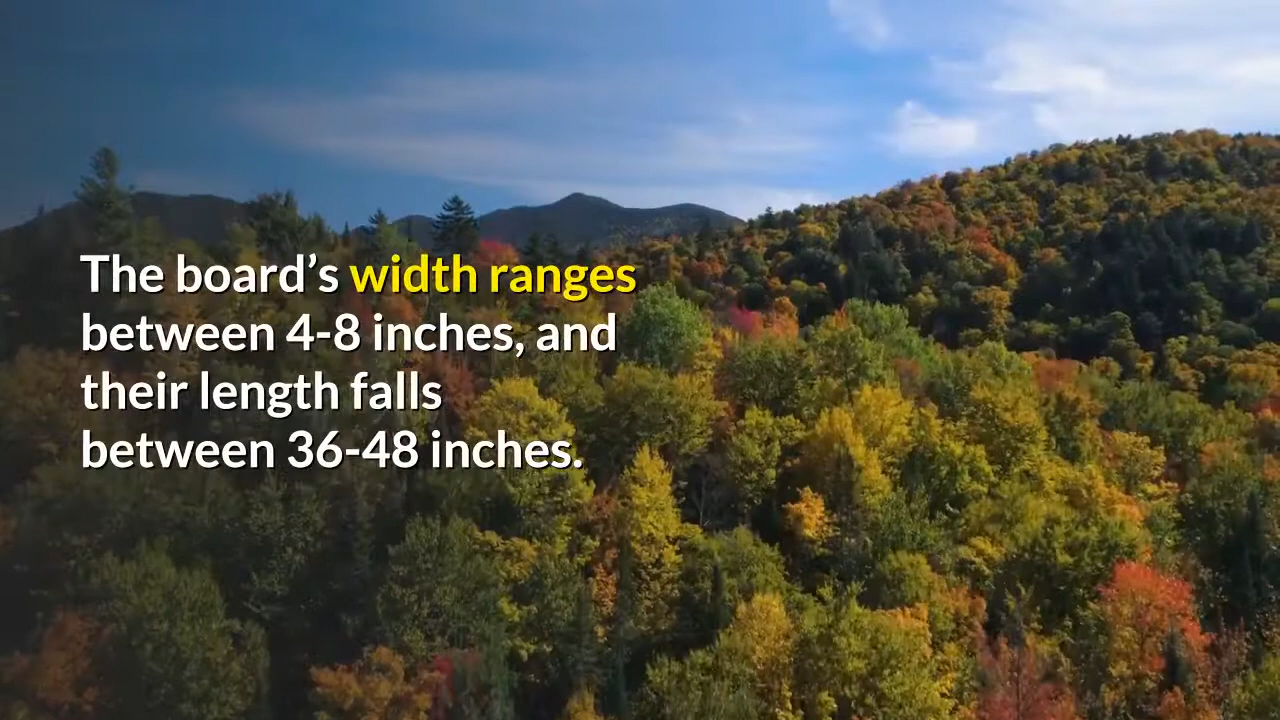 The board’s width ranges
between 4-8 inches, and
their length falls
between 36-48 inches.